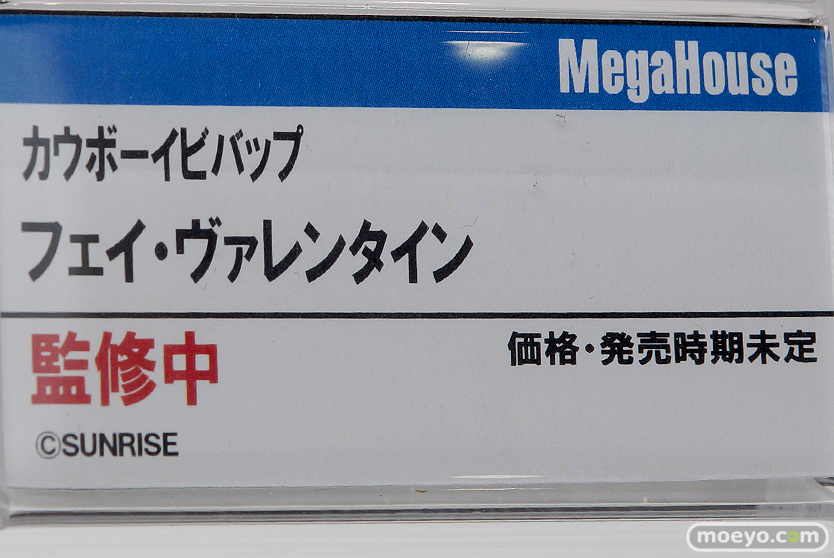 MegaHouse
カウボーイビバップ
フェイ・ヴァレンタイン
監修中
価格・発売時期未定
©SUNRISE
moeyo.com